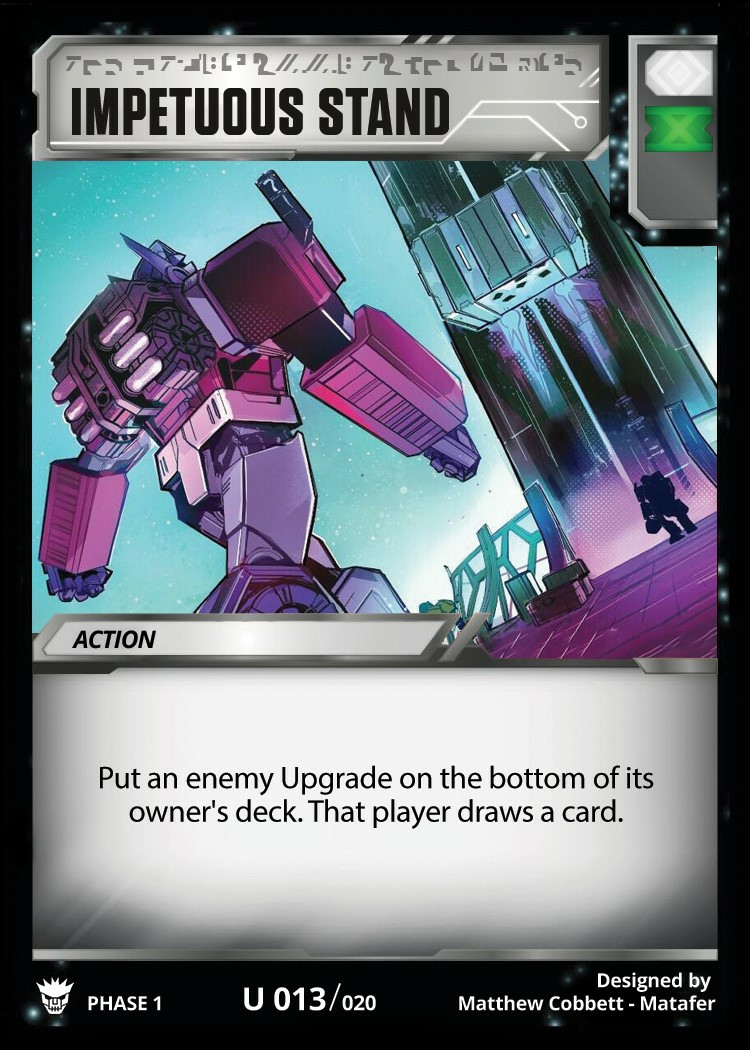 IMPETUOUS STAND
ACTION
Put an enemy Upgrade on the bottom of its
owner's deck. That player draws a card.
PHASE 1
U 013/020
Designed by
Matthew Cobbett - Matafer